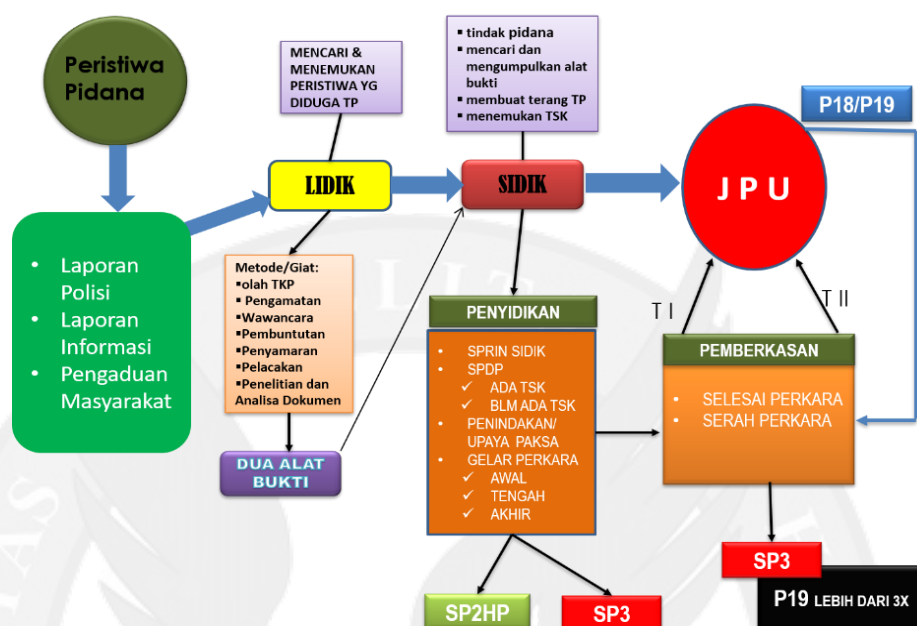 Peristiwa
Pidana
• Laporan
Polisi
• Laporan
Informasi
• Pengaduan
Masyarakat
MENCARI &
MENEMUKAN
PERISTIWA YG
DIDUGA TP
LIDIK
Metode/Giat:
▪olah TKP
▪ Pengamatan
▪Wawancara
▪Pembuntutan
▪Penyamaran
▪Pelacakan
▪Penelitian dan
Analisa Dokumen
DUA ALAT
BUKTI
▪ tindak pidana
▪ mencari dan
mengumpulkan alat
bukti
▪ membuat terang TP
▪ menemukan TSK
SIDIK
PENYIDIKAN
• SPRIN SIDIK
• SPDP
✓ ADA TSK
✓ BLM ADA TSK
• PENINDAKAN/
UPAYA PAKSA
• GELAR PERKARA
✓ AWAL
✓ TENGAH
✓ AKHIR
SP2HP
SP3
J P U
P18/P19
T I
T II
PEMBERKASAN
• SELESAI PERKARA
• SERAH PERKARA
SP3
P19 LEBIH DARI 3X